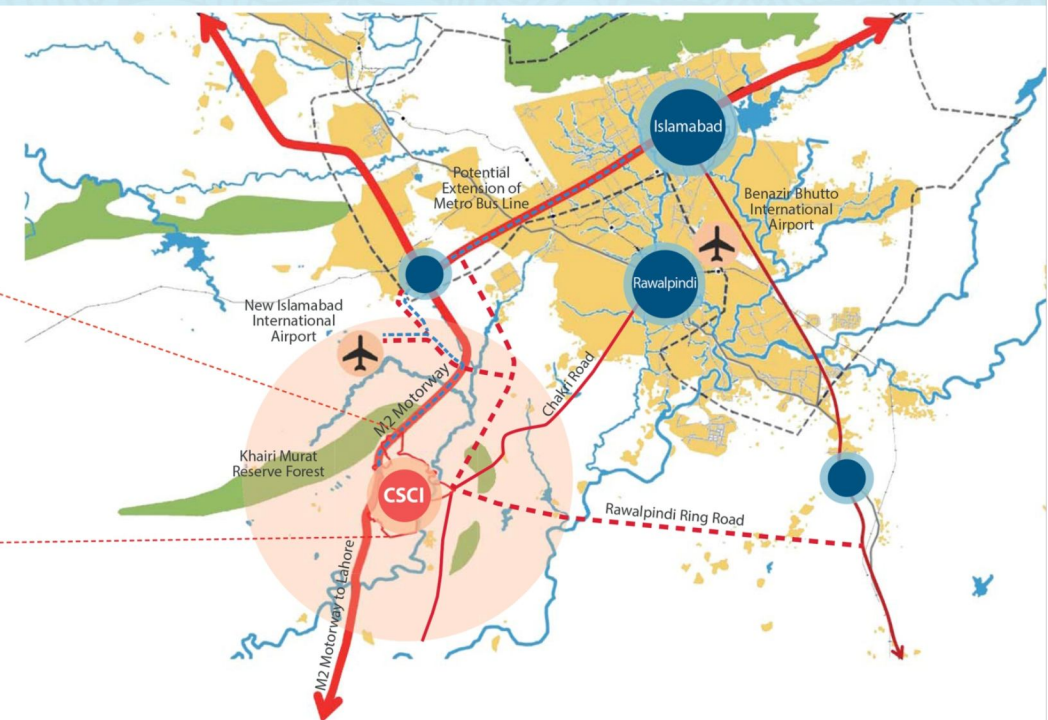 Islamabad
Potential
Extension of
Metro Bus Line
Benazir Bhutto
International
Airport
Rawalpindi
New Islamabad
International
Airport
M2 Motorway
Chakri Road
Khairi Murat
Reserve Forest
CSCI
Rawalpindi Ring Road
M2 Motorway to Lahore